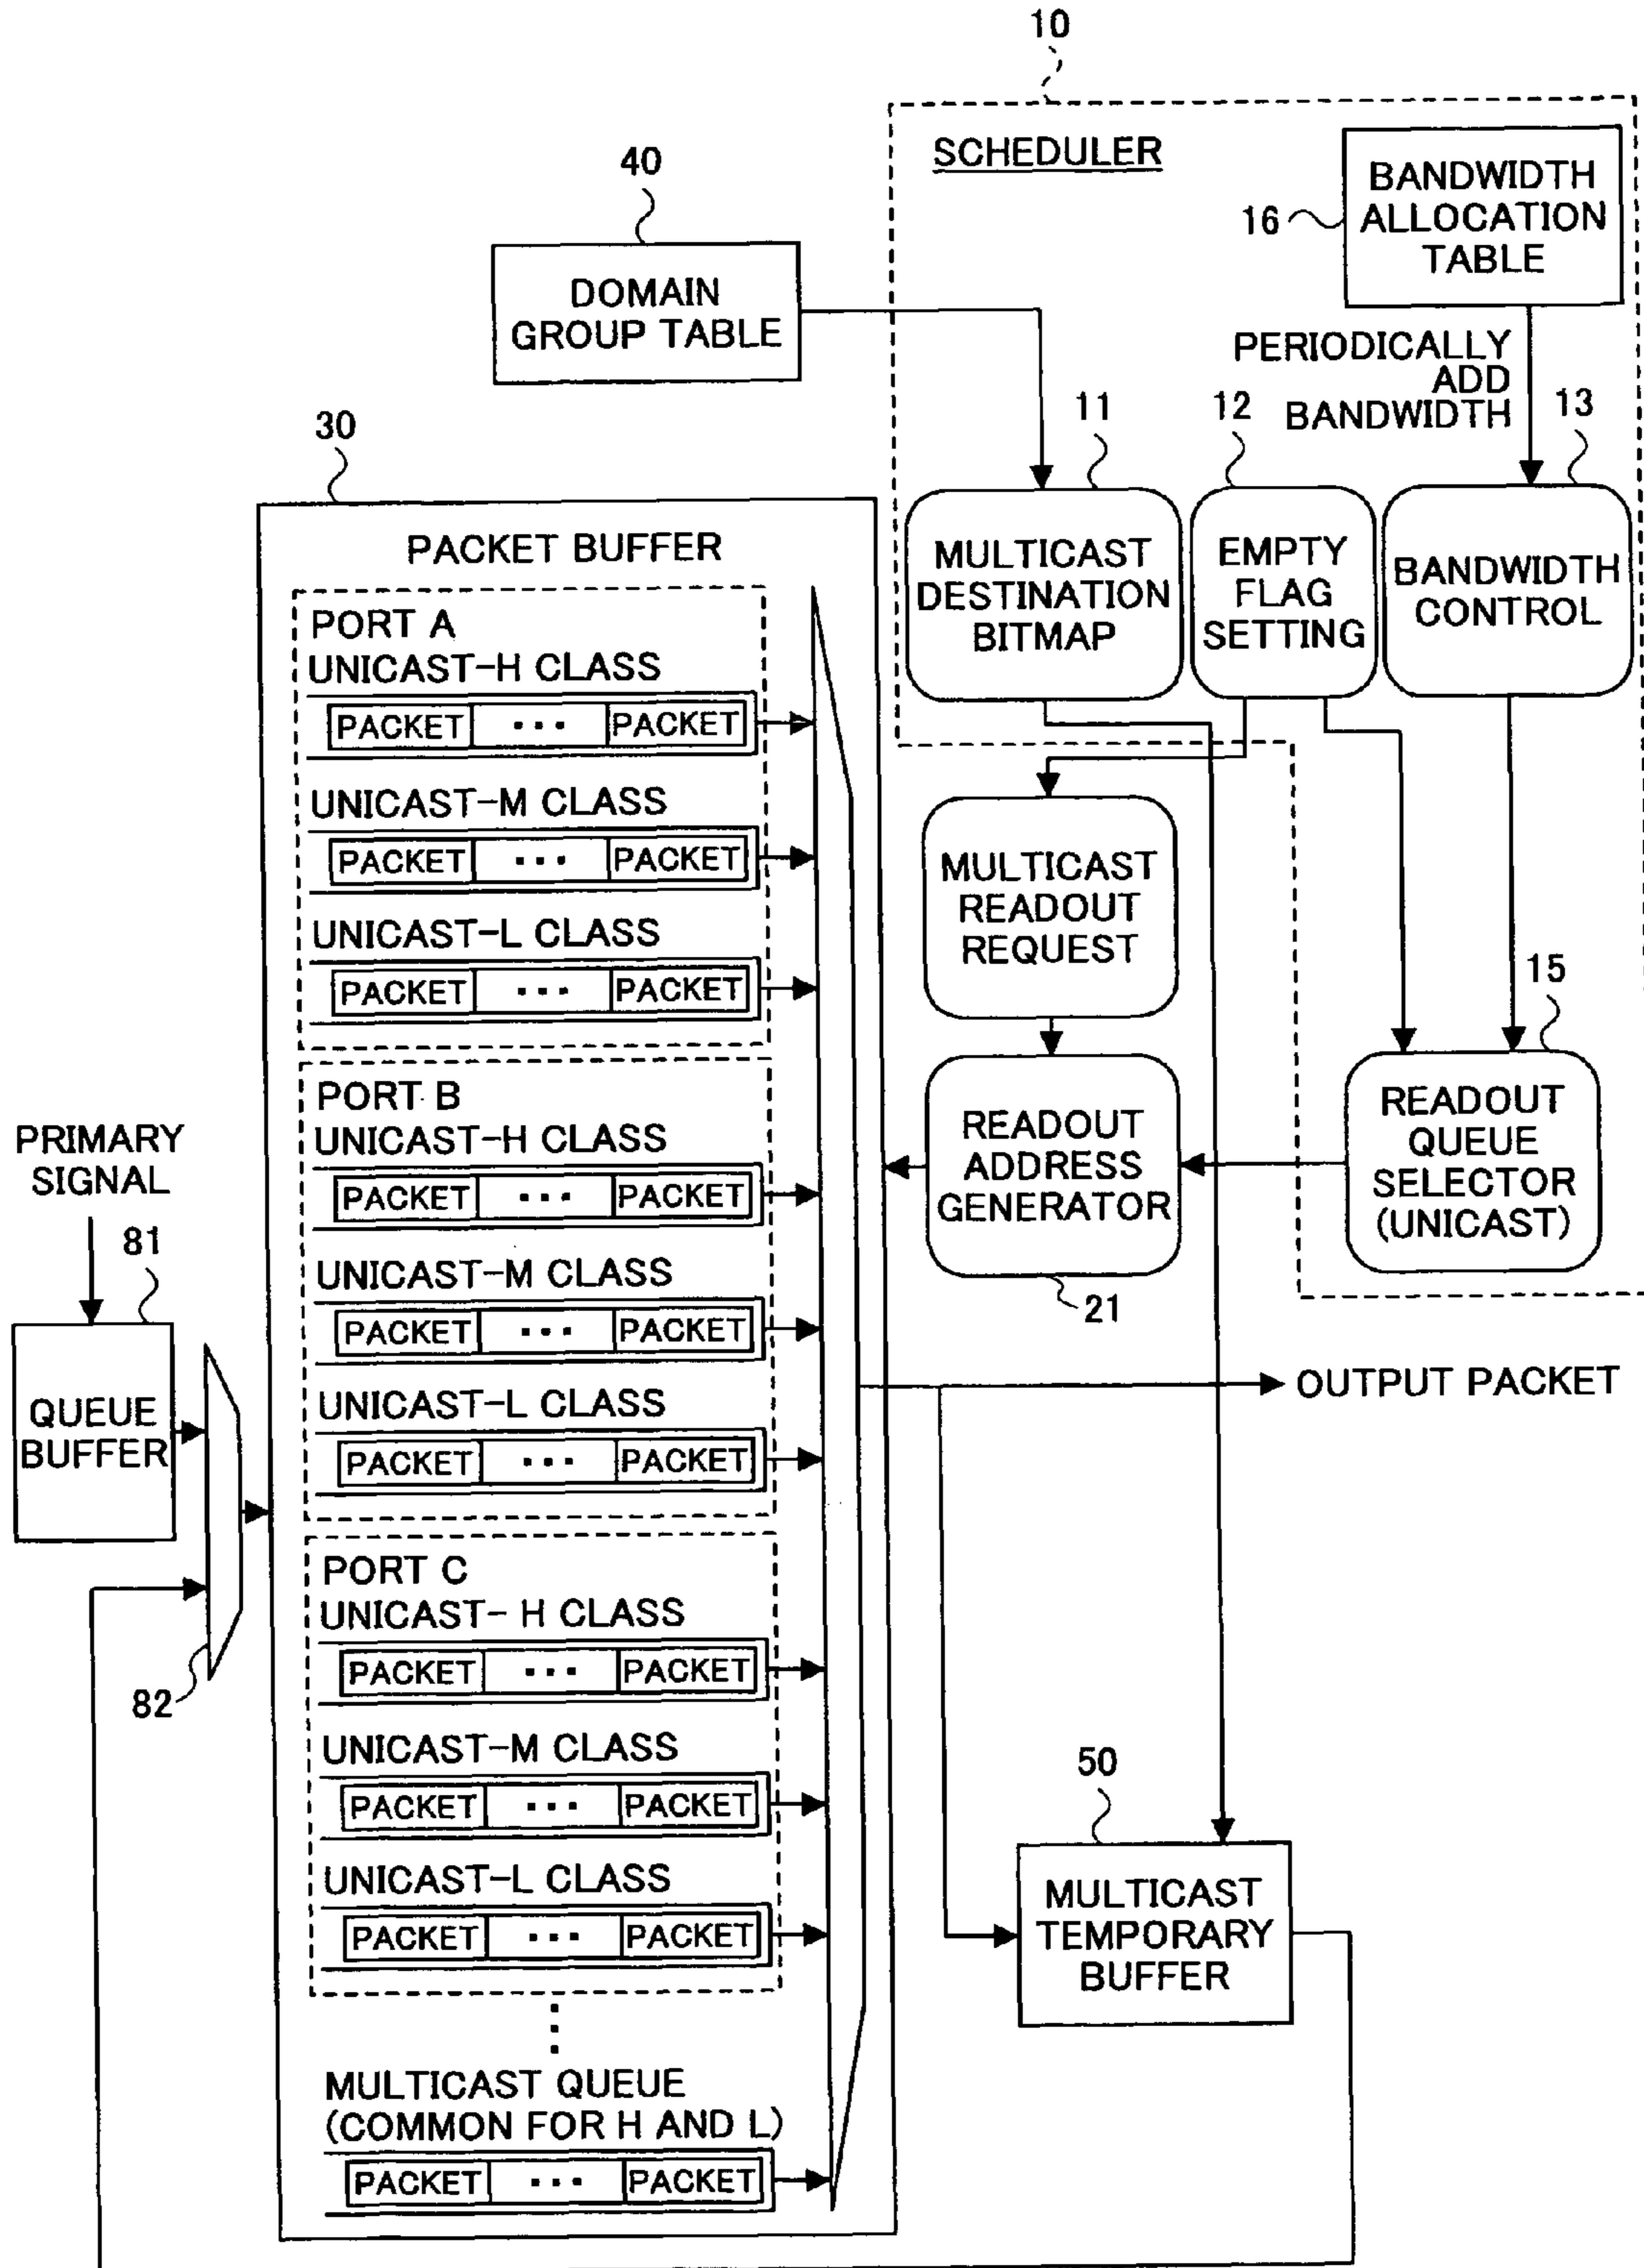 10
SCHEDULER
40
16
BANDWIDTH
ALLOCATION
TABLE
DOMAIN
GROUP TABLE
PERIODICALLY
ADD
BANDWIDTH
11
12
13
30
MULTICAST
DESTINATION
BITMAP
EMPTY
FLAG
SETTING
BANDWIDTH
CONTROL
PACKET BUFFER
PORT A
UNICAST-H CLASS
PACKET ... PACKET
UNICAST-M CLASS
PACKET ... PACKET
UNICAST-L CLASS
PACKET ... PACKET
MULTICAST
READOUT
REQUEST
15
PORT B
UNICAST-H CLASS
PACKET ... PACKET
UNICAST-M CLASS
PACKET ... PACKET
UNICAST-L CLASS
PACKET ... PACKET
READOUT
ADDRESS
GENERATOR
21
READOUT
QUEUE
SELECTOR
(UNICAST)
PRIMARY
SIGNAL
81
QUEUE
BUFFER
82
OUTPUT PACKET
PORT C
UNICAST- H CLASS
PACKET ... PACKET
UNICAST-M CLASS
PACKET ... PACKET
UNICAST-L CLASS
PACKET ... PACKET
50
MULTICAST
TEMPORARY
BUFFER
MULTICAST QUEUE
(COMMON FOR H AND L)
PACKET ... PACKET